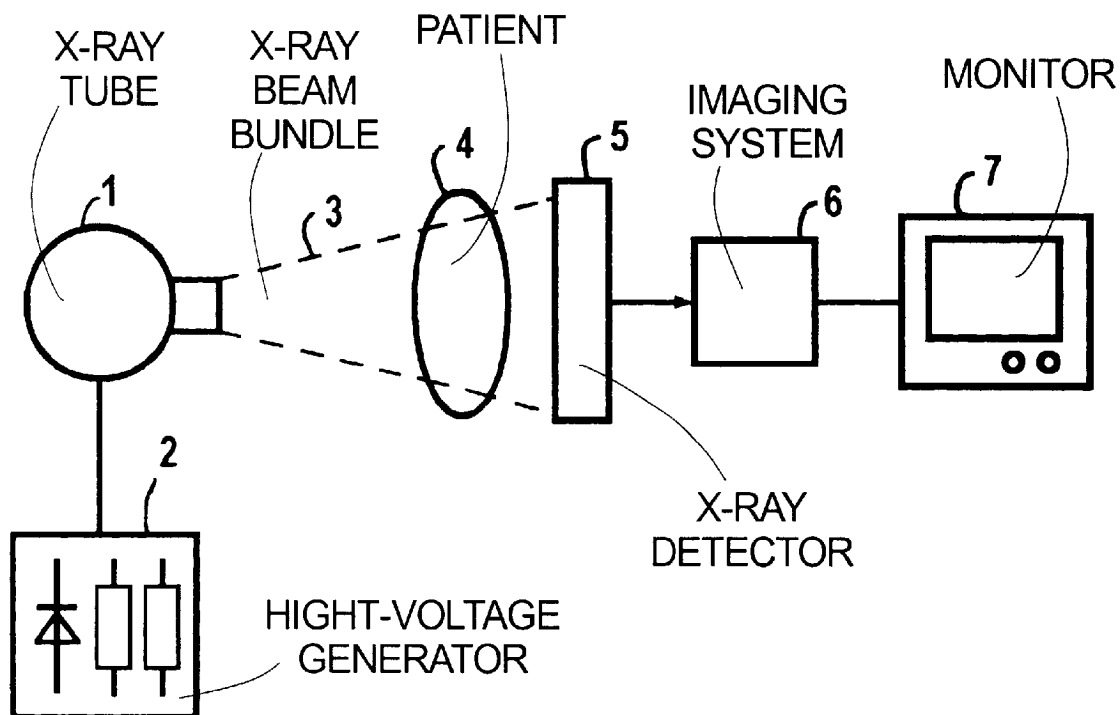 X-RAY
TUBE
X-RAY
BEAM
BUNDLE
PATIENT
IMAGING
SYSTEM
MONITOR
1
3
4
5
6
7
2
X-RAY
DETECTOR
HIGHT-VOLTAGE
GENERATOR